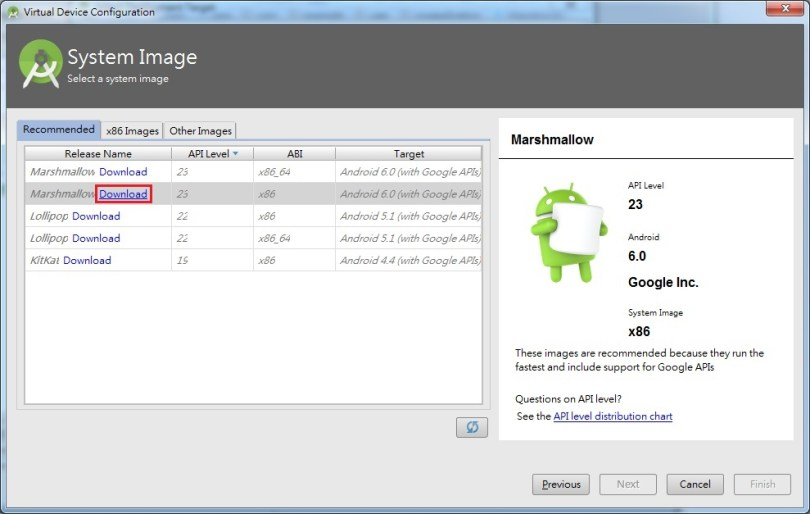 Virtual Device Configuration
System Image
Select a system image
Recommended x86 Images Other Images
Release Name API Level ABI Target
Marshmallow Download 23 x86_64 Android 6.0 (with Google APIs)
Marshmallow Download 23 x86 Android 6.0 (with Google APIs)
Lollipop Download 22 x86 Android 5.1 (with Google APIs)
Lollipop Download 22 x86_64 Android 5.1 (with Google APIs)
KitKat Download 19 x86 Android 4.4 (with Google APIs)
Marshmallow
API Level
23
Android
6.0
Google Inc.
System Image
x86
These images are recommended because they run the
fastest and include support for Google APIs
Questions on API level?
See the API level distribution chart
Previous Next Cancel Finish